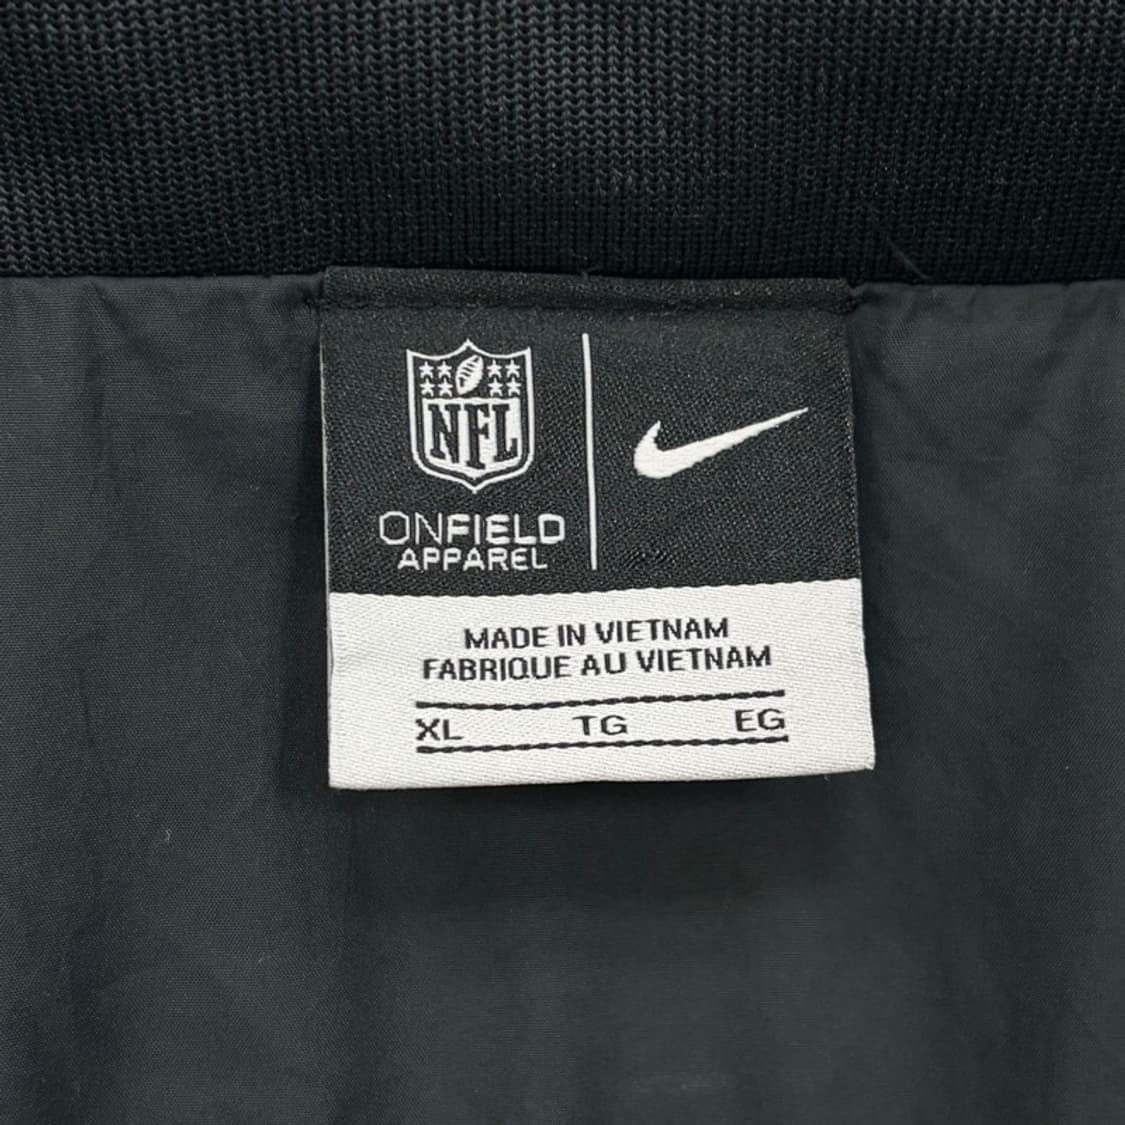 NFL
ONFIELD
APPAREL
MADE IN VIETNAM
FABRIQUE AU VIETNAM
XL TG EG